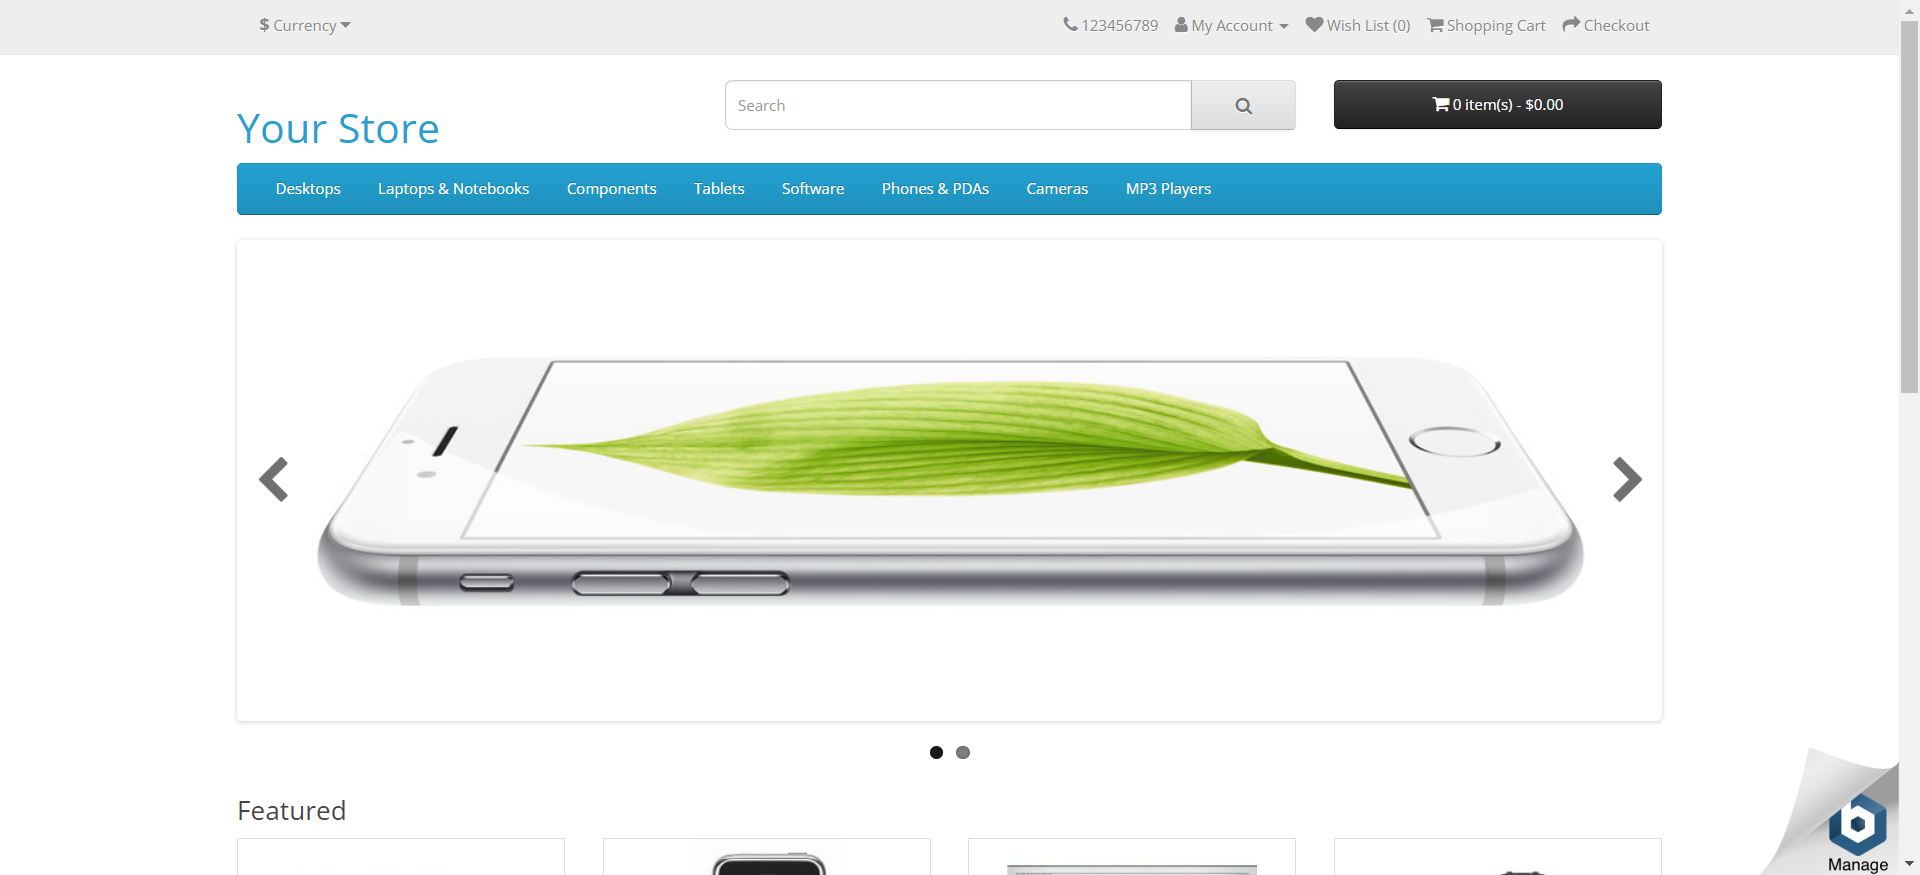 $ Currency
123456789 My Account Wish List (0) Shopping Cart Checkout
Search
0 item(s) - $0.00
Your Store
Desktops Laptops & Notebooks Components Tablets Software Phones & PDAs Cameras MP3 Players
Featured
Manage